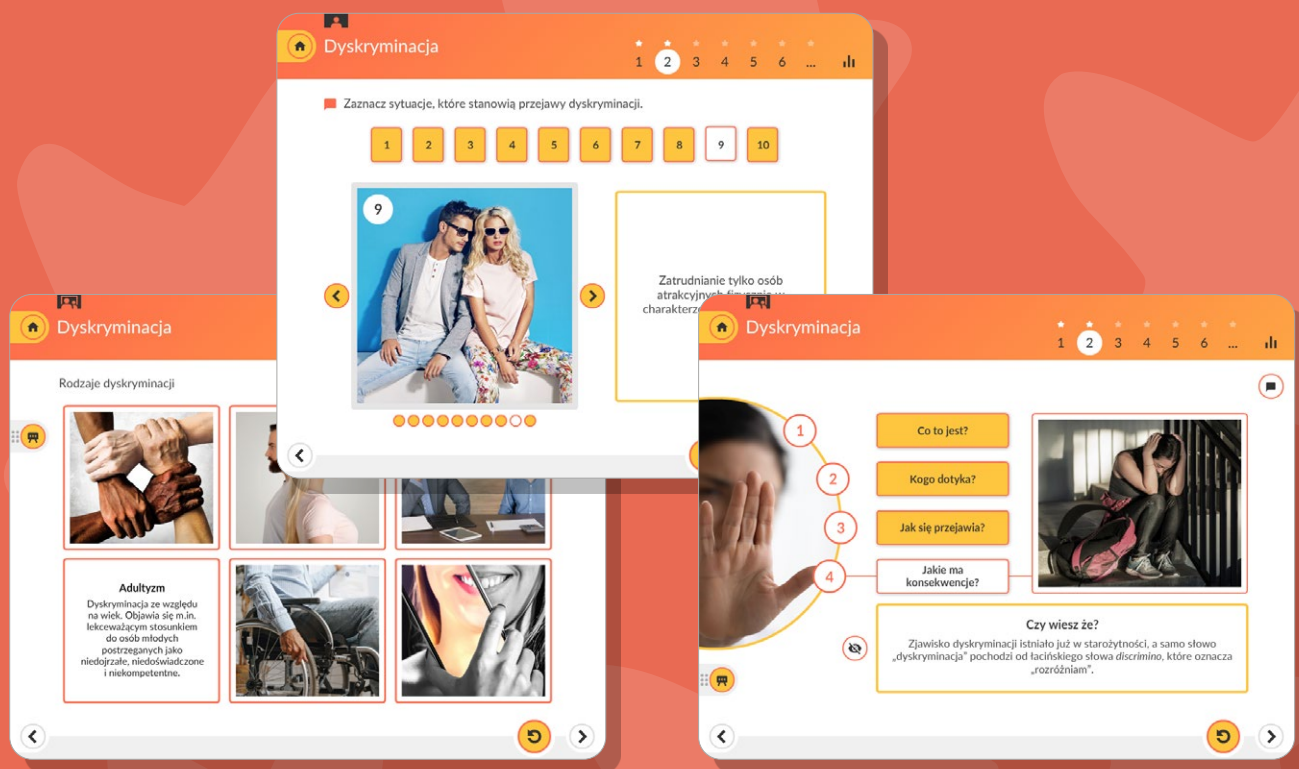 Dyskryminacja
1 2 3 4 5 6 ...
Zaznacz sytuacje, które stanowią przejawy dyskryminacji.
1 2 3 4 5 6 7 8 9 10
9
Zatrudnianie tylko osób
atrakcyjnych
Dyskryminacja
Rodzaje dyskryminacji
Adultyzm
Dyskryminacja ze względu
na wiek. Objawia się m.in.
lekceważącym stosunkiem
do osób młodych
postrzeganych jako
niedojrzałe, niedoświadczone
i niekompetentne.
Dyskryminacja
1 2 3 4 5 6 ...
1
2
3
4
Co to jest?
Kogo dotyka?
Jak się przejawia?
Jakie ma
konsekwencje?
Czy wiesz że?
Zjawisko dyskryminacji istniało już w starożytności, a samo słowo
„dyskryminacja” pochodzi od łacińskiego słowa discrimino, które oznacza
„rozróżniam”.